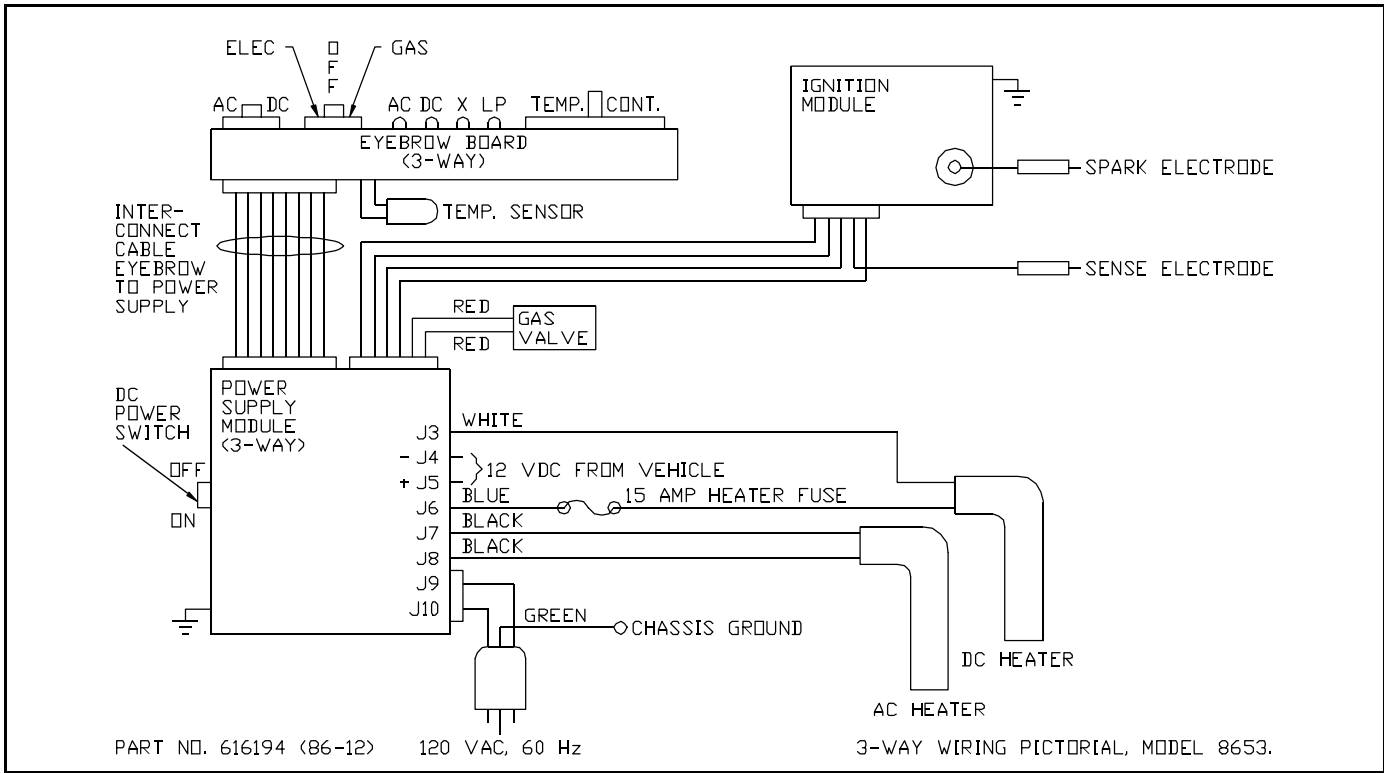 ELEC
OFF
GAS
AC DC
AC DC X LP
TEMP. CONT.
EYEBROW BOARD
(3-WAY)
IGNITION
MODULE
SPARK ELECTRODE
INTER-
CONNECT
CABLE
EYEBROW
TO POWER
SUPPLY
TEMP. SENSOR
SENSE ELECTRODE
RED
GAS
VALVE
RED
DC
POWER
SWITCH
OFF
ON
POWER
SUPPLY
MODULE
(3-WAY)
J3
WHITE
- J4
+ J5
12 VDC FROM VEHICLE
J6
BLUE
15 AMP HEATER FUSE
J7
BLACK
J8
BLACK
J9
J10
GREEN
CHASSIS GROUND
DC HEATER
AC HEATER
PART NO. 616194 (86-12)
120 VAC, 60 Hz
3-WAY WIRING PICTORIAL, MODEL 8653.